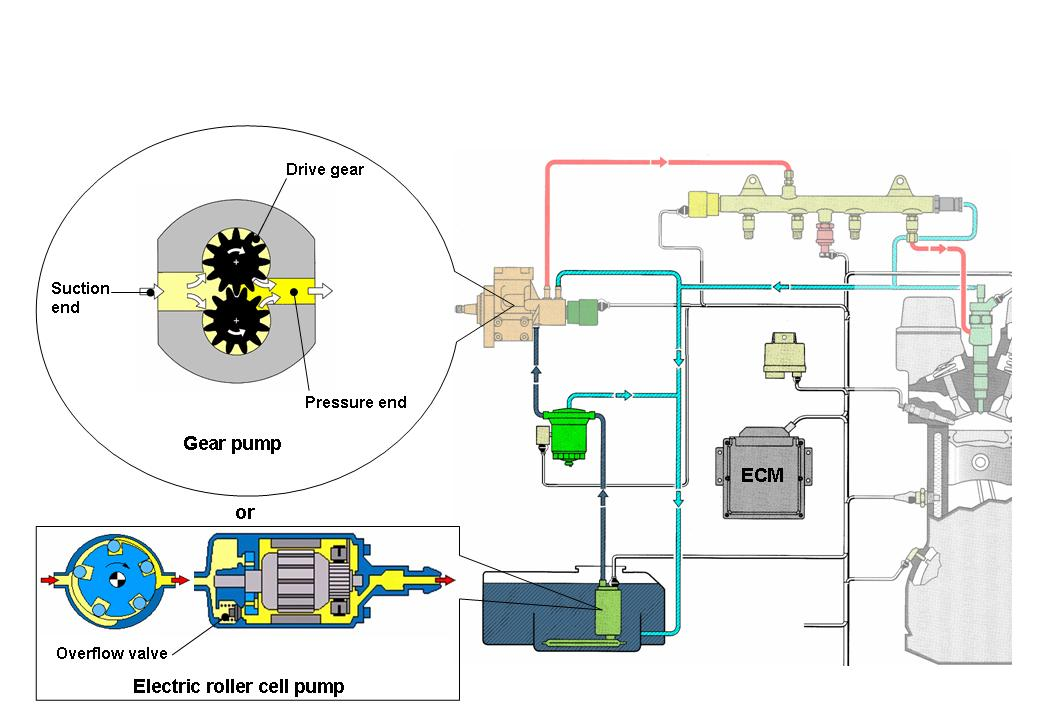 Drive gear
Suction
end
Pressure end
Gear pump
or
ECM
Overflow valve
Electric roller cell pump